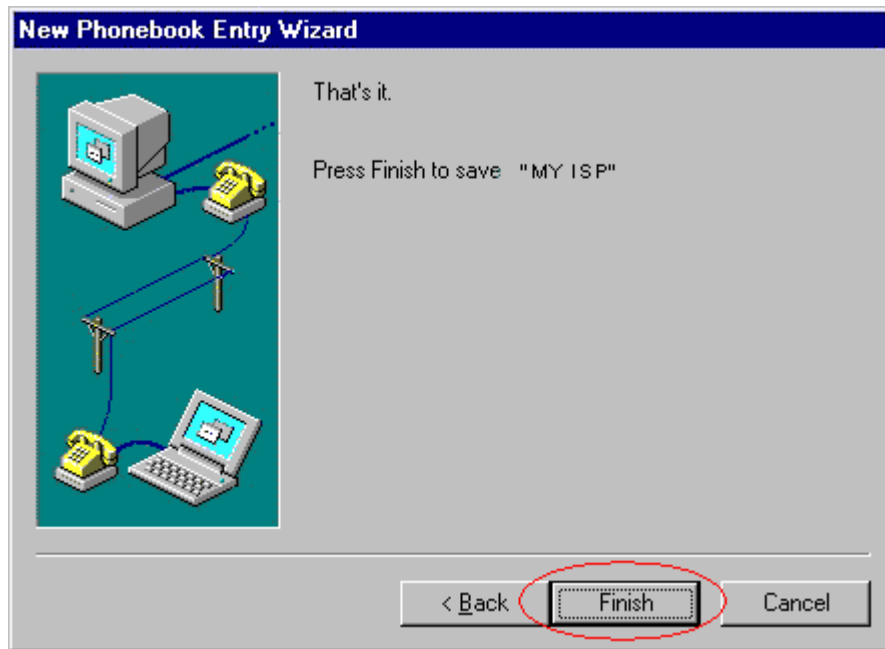 New Phonebook Entry Wizard
That's it.
Press Finish to save "MY ISP"
< Back
Finish
Cancel